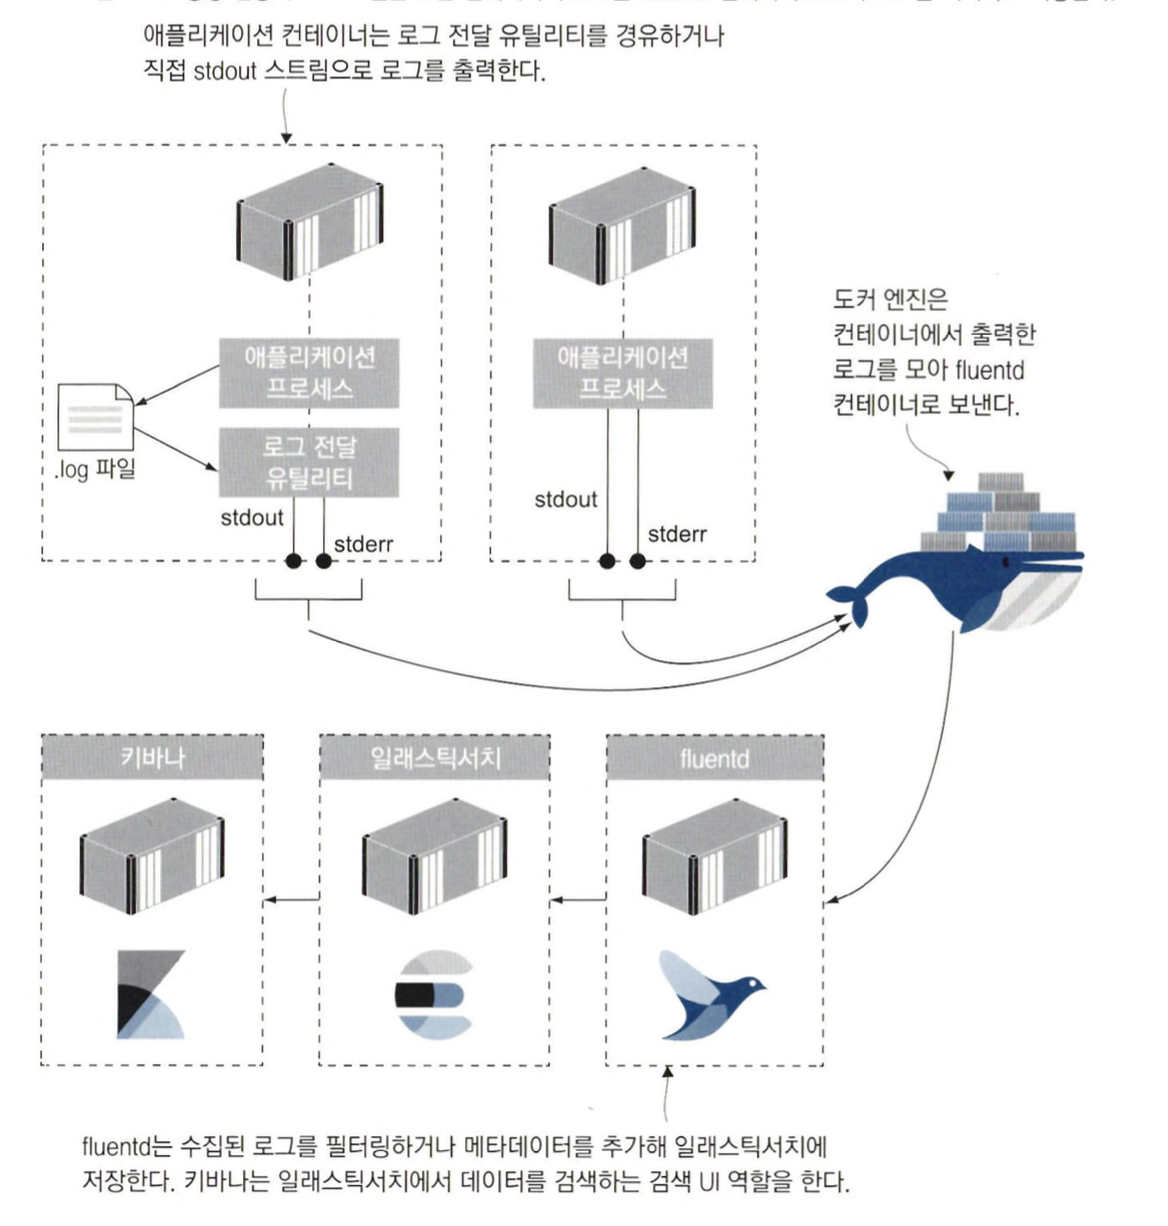 애플리케이션 컨테이너는 로그 전달 유틸리티를 경유하거나
직접 stdout 스트림으로 로그를 출력한다.
애플리케이션
프로세스
.log 파일
로그 전달
유틸리티
stdout
stderr
애플리케이션
프로세스
stdout
stderr
도커 엔진은
컨테이너에서 출력한
로그를 모아 fluentd
컨테이너로 보낸다.
키바나
일래스틱서치
fluentd
fluentd는 수집된 로그를 필터링하거나 메타데이터를 추가해 일래스틱서치에
저장한다. 키바나는 일래스틱서치에서 데이터를 검색하는 검색 UI 역할을 한다.